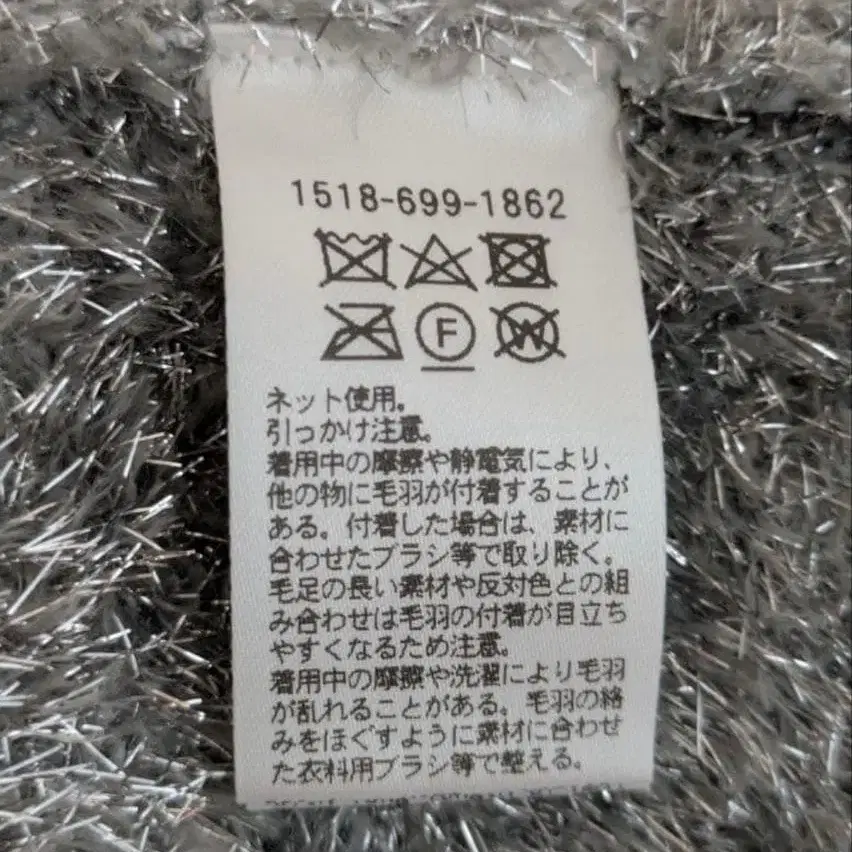 1518-699-1862
F W
ネット使用。
引っかけ注意。
着用中の摩擦や静電気により、
他の物に毛羽が付着することが
ある。付着した場合は、素材に
合わせたブラシ等で取り除く。
毛足の長い素材や反対色との組
み合わせは毛羽の付着が目立ち
やすくなるため注意。
着用中の摩擦や洗濯により毛羽
が乱れることがある。毛羽の絡
みをほぐすように素材に合わせ
た衣料用ブラシ等で整える。